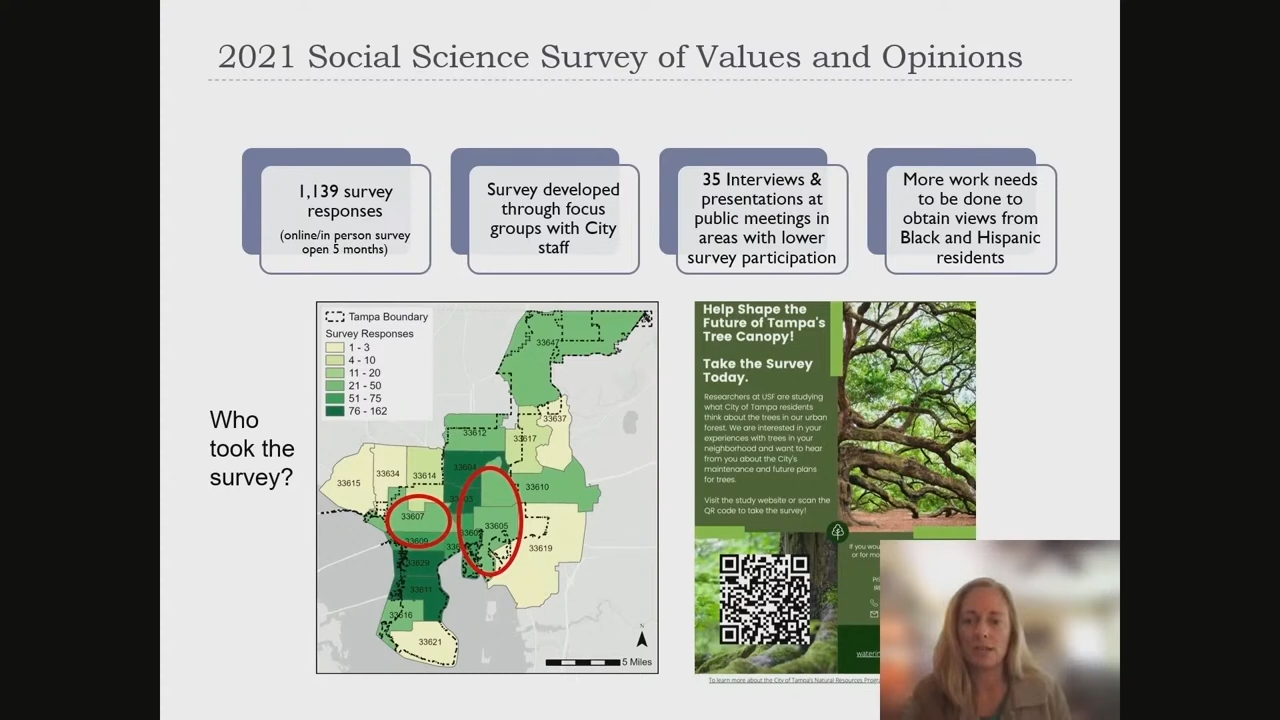 2021 Social Science Survey of Values and Opinions
1,139 survey
responses
(online/in person survey
open 5 months)
Survey developed
through focus
groups with City
staff
35 Interviews &
presentations at
public meetings in
areas with lower
survey participation
More work needs
to be done to
obtain views from
Black and Hispanic
residents
Who
took the
survey?
Tampa Boundary
Survey Responses
1 - 3
4 - 10
11 - 20
21 - 50
51 - 75
76 - 162
33647
33637
33612
33617
33604
33634
33614
33615
33610
33607
33605
33609
33619
33629
33611
33616
33621
N
5 Miles
Help Shape the
Future of Tampa's
Tree Canopy!
Take the Survey
Today.
Researchers at USF are studying
what City of Tampa residents
think about the trees in our urban
forest. We are interested in your
experiences with trees in your
neighborhood and want to hear
from you about the City's
maintenance and future plans
for trees.
Visit the study website or scan the
QR code to take the survey!
If you
or for
To learn more about the City of Tampa's Natural Resources